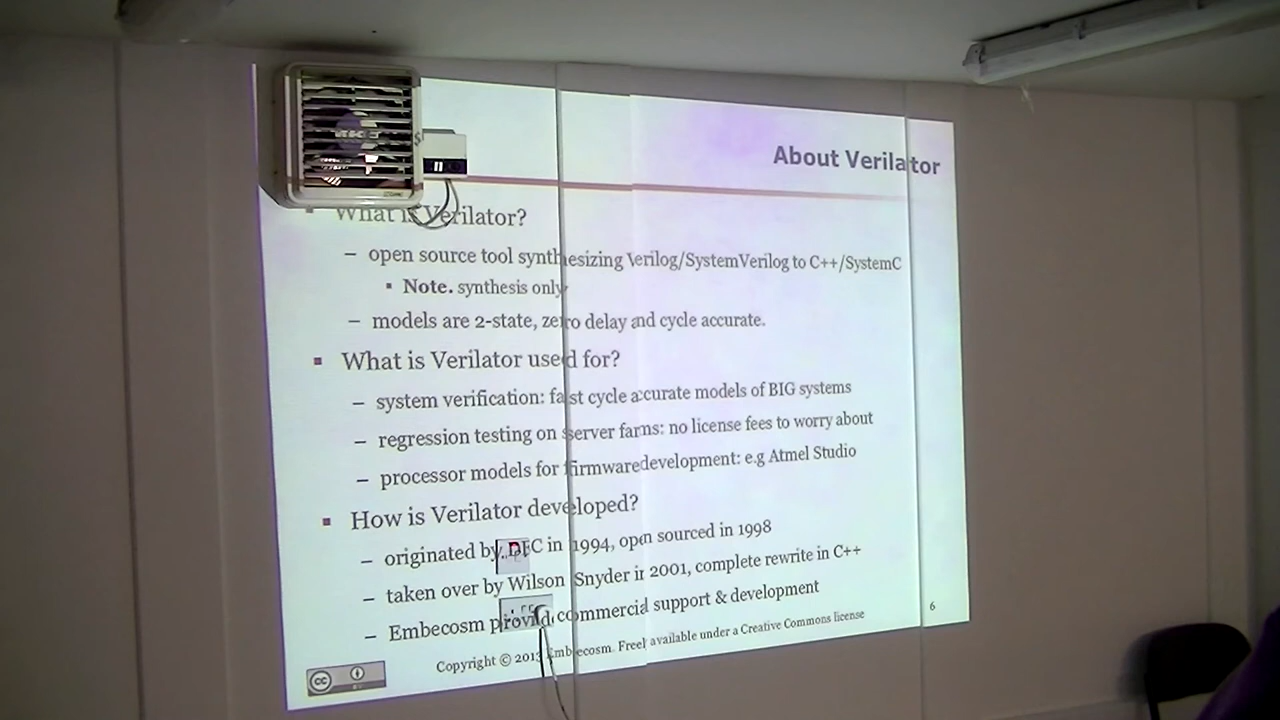 About Verilator
What is Verilator?
– open source tool synthesizing Verilog/SystemVerilog to C++/SystemC
▪ Note. synthesis only
– models are 2-state, zero delay and cycle accurate.
▪ What is Verilator used for?
– system verification: fast cycle accurate models of BIG systems
– regression testing on server farms: no license fees to worry about
– processor models for firmware development: e.g Atmel Studio
▪ How is Verilator developed?
– originated by DEC in 1994, open sourced in 1998
– taken over by Wilson Snyder in 2001, complete rewrite in C++
– Embecosm provide commercial support & development
6
Copyright © 2013 Embecosm. Freely available under a Creative Commons license
cc